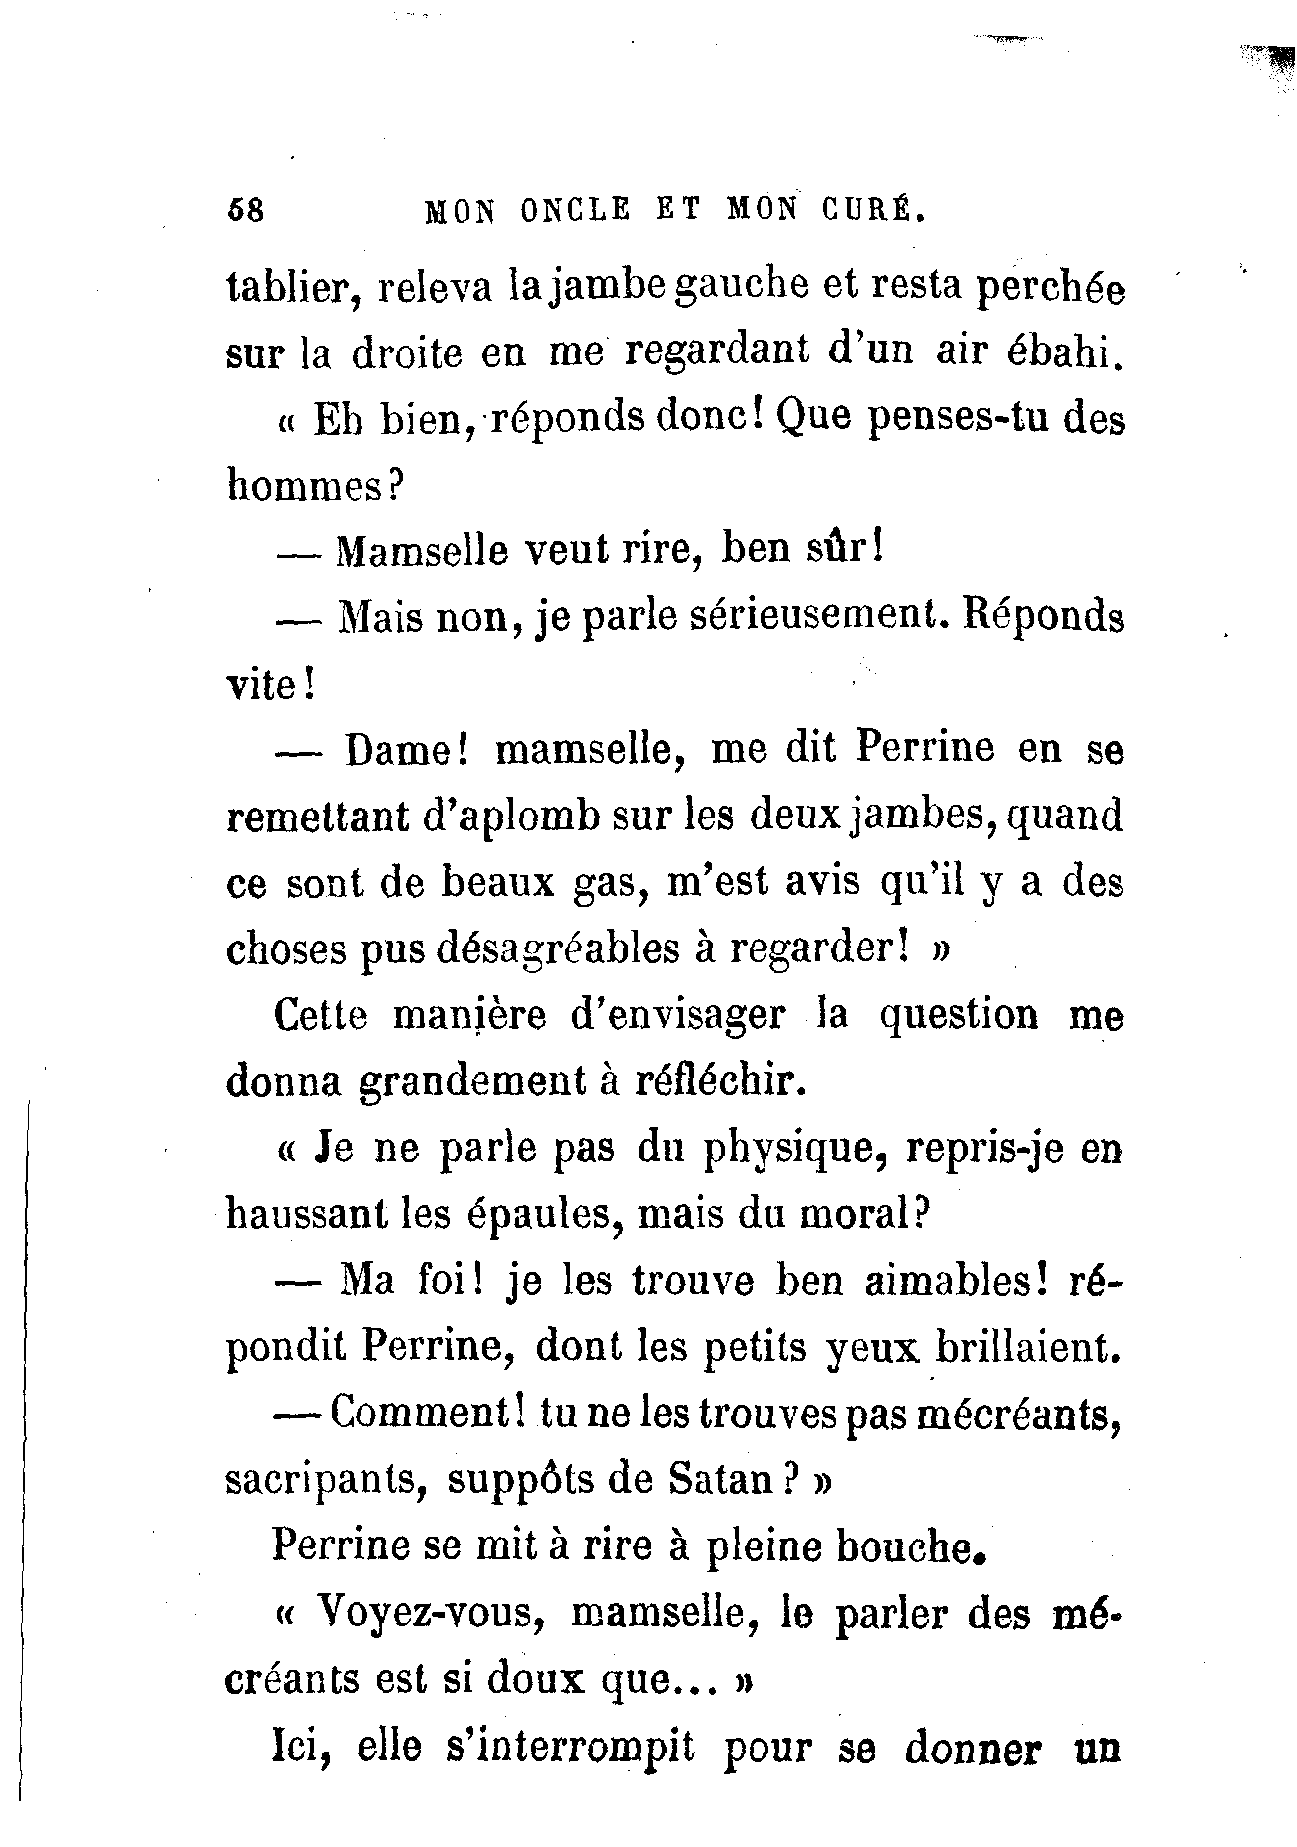 68 MON ONCLE ET MON CURÉ.
tablier, releva la jambe gauche et resta perchée
sur la droite en me regardant d'un air ébahi.
« Eh bien, réponds donc! Que penses-tu des
hommes?
— Mamselle veut rire, ben sûr!
— Mais non, je parle sérieusement. Réponds
vite!
— Dame! mamselle, me dit Perrine en se
remettant d'aplomb sur les deux jambes, quand
ce sont de beaux gas, m'est avis qu'il y a des
choses pus désagréables à regarder! »
Cette manière d'envisager la question me
donna grandement à réfléchir.
« Je ne parle pas du physique, repris-je en
haussant les épaules, mais du moral?
— Ma foi! je les trouve ben aimables! ré-
pondit Perrine, dont les petits yeux brillaient.
— Comment! tu ne les trouves pas mécréants,
sacripants, suppôts de Satan? »
Perrine se mit à rire à pleine bouche.
« Voyez-vous, mamselle, le parler des mé-
créants est si doux que... »
Ici, elle s'interrompit pour se donner un